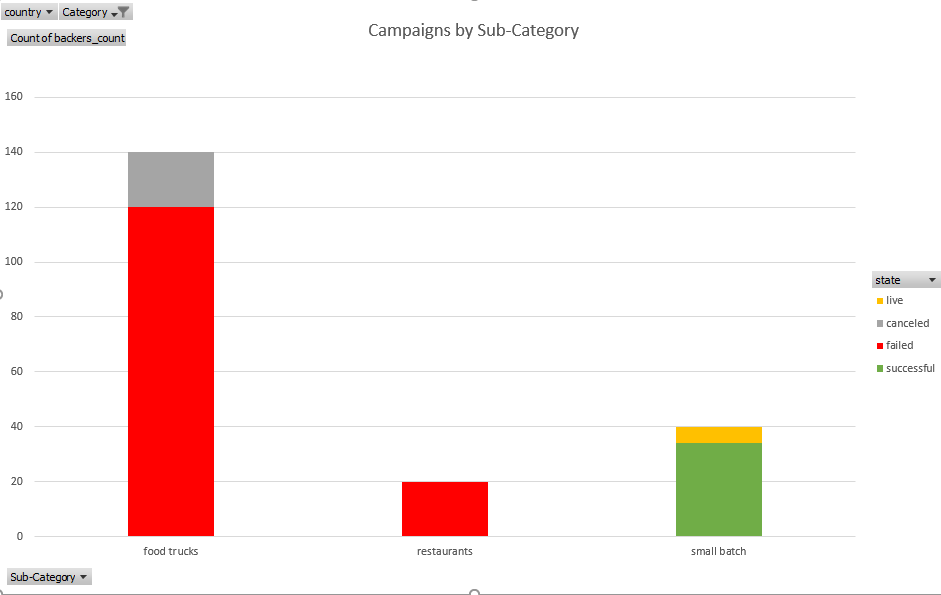 country Category
Count of backers_count
Campaigns by Sub-Category
160
140
120
100
80
60
40
20
0
food trucks restaurants small batch
state
live
canceled
failed
successful
Sub-Category